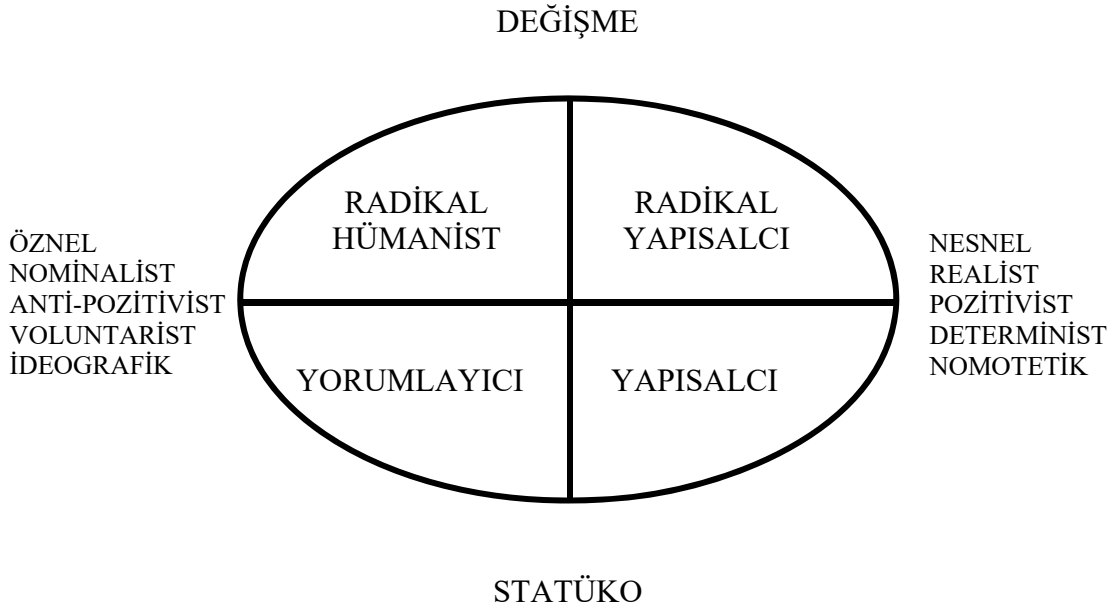 DEĞİŞME
RADİKAL
HÜMANİST
RADİKAL
YAPISALCI
ÖZNEL
NOMİNALİST
ANTİ-POZİTİVİST
VOLUNTARİST
İDEOGRAFİK
NESNEL
REALİST
POZİTİVİST
DETERMİNİST
NOMOTETİK
YORUMLAYICI
YAPISALCI
STATÜKO